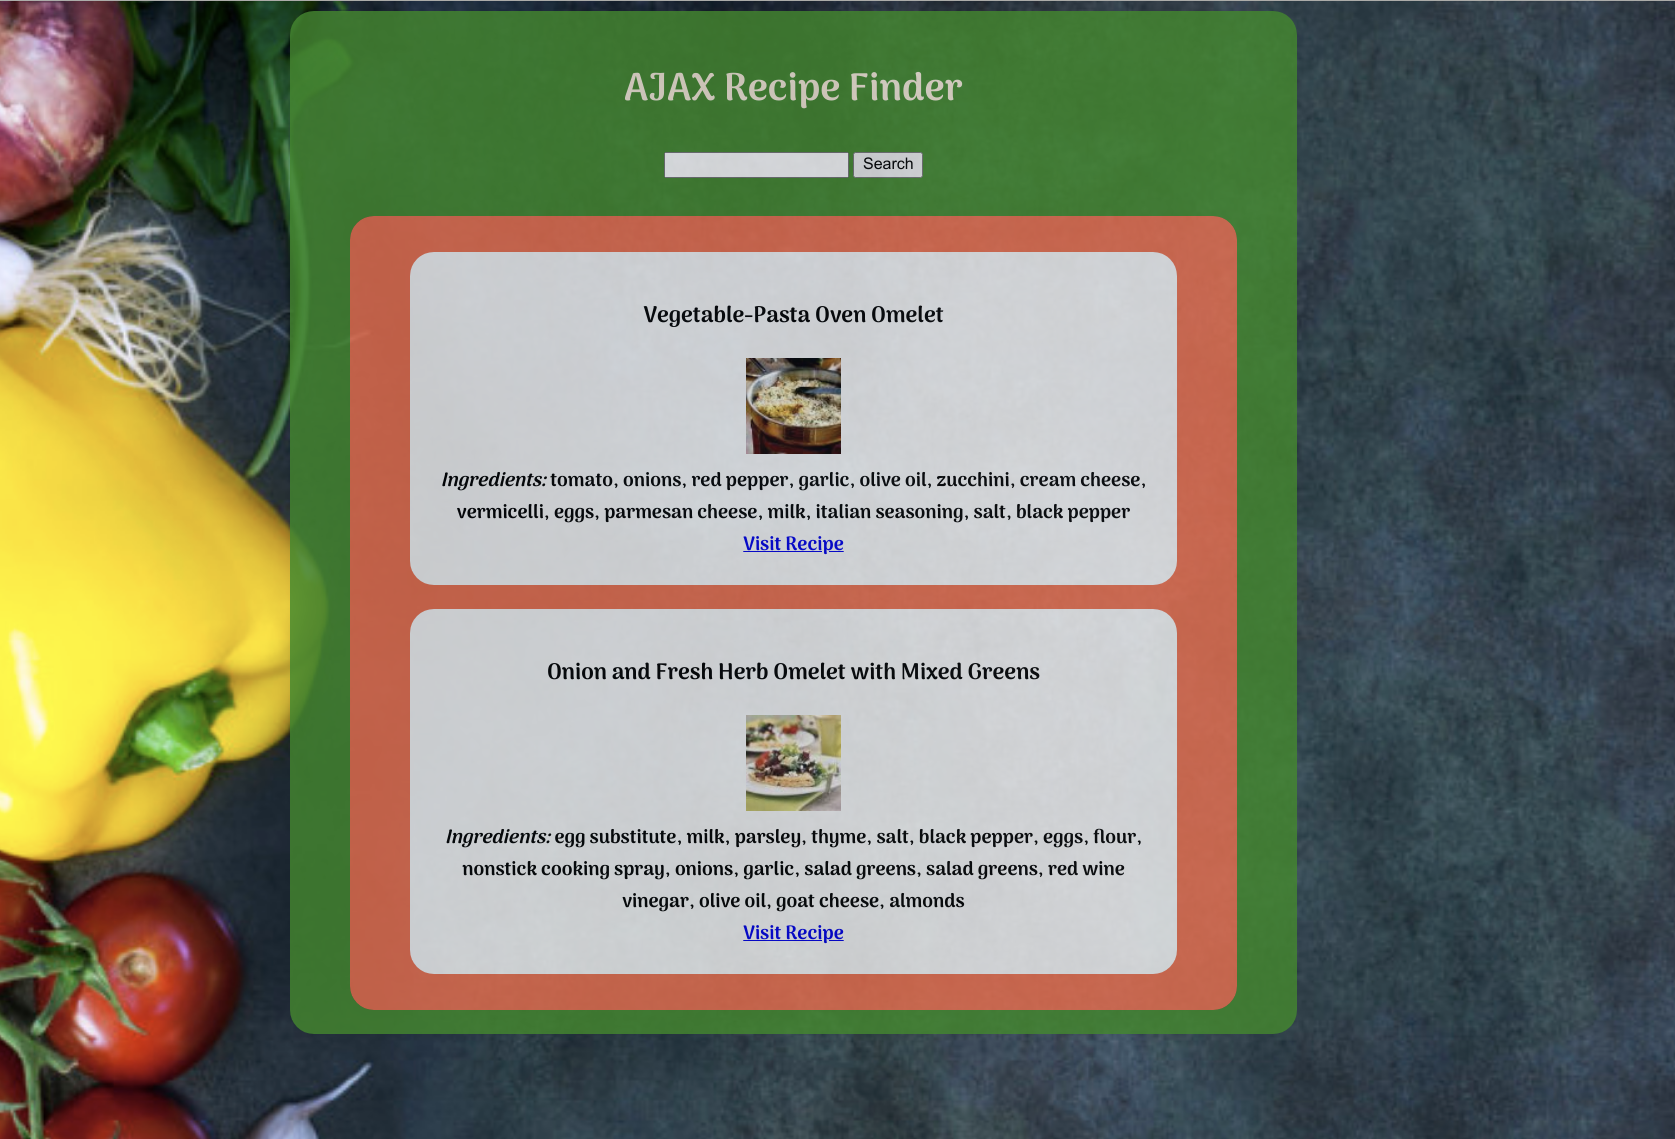 AJAX Recipe Finder
Search
Vegetable-Pasta Oven Omelet
Ingredients: tomato, onions, red pepper, garlic, olive oil, zucchini, cream cheese,
vermicelli, eggs, parmesan cheese, milk, italian seasoning, salt, black pepper
Visit Recipe
Onion and Fresh Herb Omelet with Mixed Greens
Ingredients: egg substitute, milk, parsley, thyme, salt, black pepper, eggs, flour,
nonstick cooking spray, onions, garlic, salad greens, salad greens, red wine
vinegar, olive oil, goat cheese, almonds
Visit Recipe